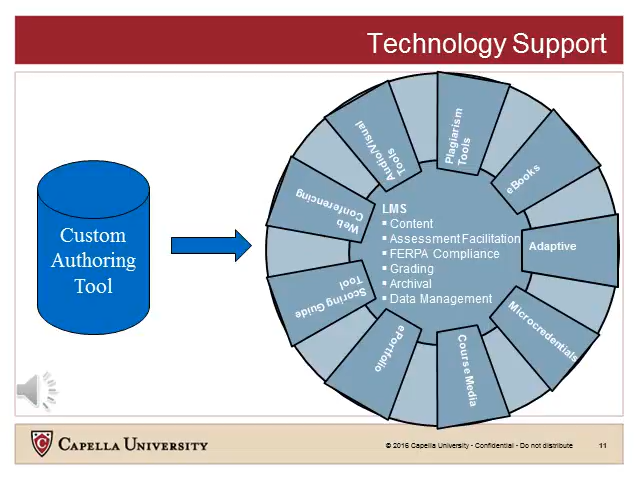 Technology Support
Custom
Authoring
Tool
LMS
▪ Content
▪ Assessment Facilitation
▪ FERPA Compliance
▪ Grading
▪ Archival
▪ Data Management
Plagiarism
Tools
eBooks
Adaptive
Microcredentials
Course Media
ePortfolio
Scoring Guide
Tool
Web
Conferencing
Audio/Visual
Tools
CAPELLA UNIVERSITY
© 2016 Capella University - Confidential - Do not distribute
11